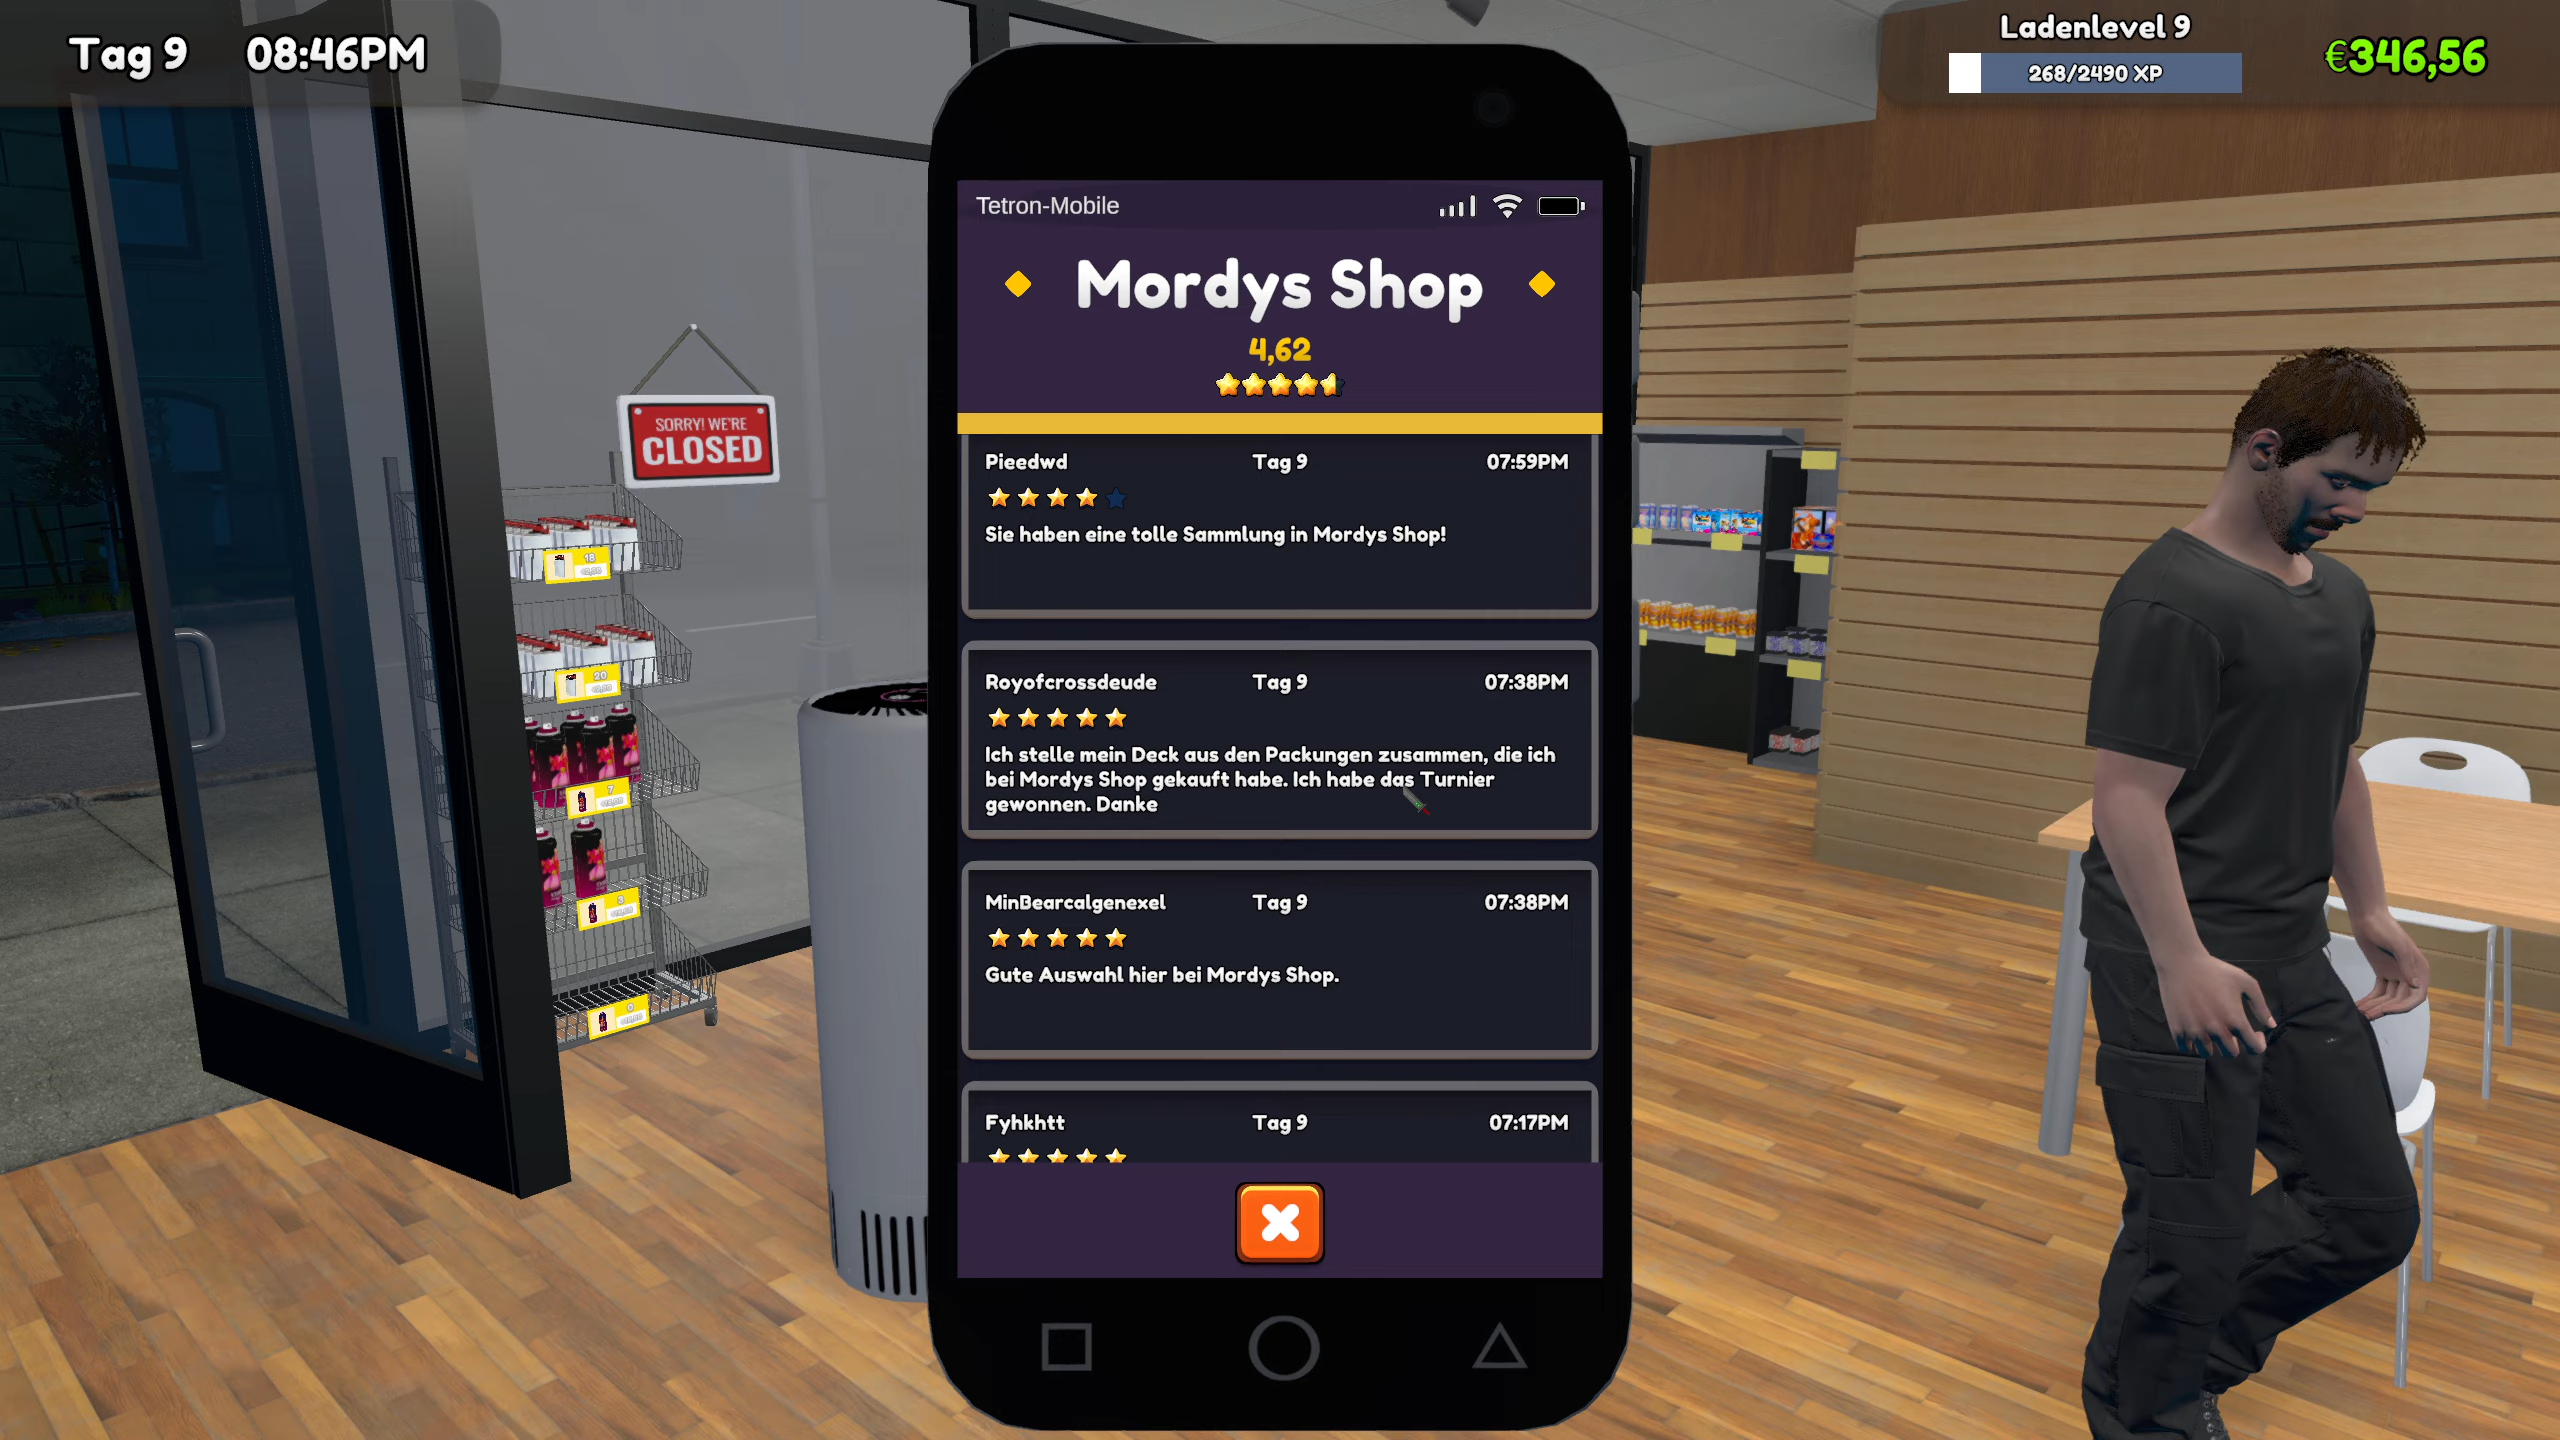 Tag 9 08:46PM
Ladenlevel 9
268/2490 XP
€346,56
SORRY! WE'RE
CLOSED
18
20
7
3
Tetron-Mobile
Mordys Shop
4,62
Pieedwd Tag 9 07:59PM
Sie haben eine tolle Sammlung in Mordys Shop!
Royofcrossdeude Tag 9 07:38PM
Ich stelle mein Deck aus den Packungen zusammen, die ich
bei Mordys Shop gekauft habe. Ich habe das Turnier
gewonnen. Danke
MinBearcalgenexel Tag 9 07:38PM
Gute Auswahl hier bei Mordys Shop.
Fyhkhtt Tag 9 07:17PM